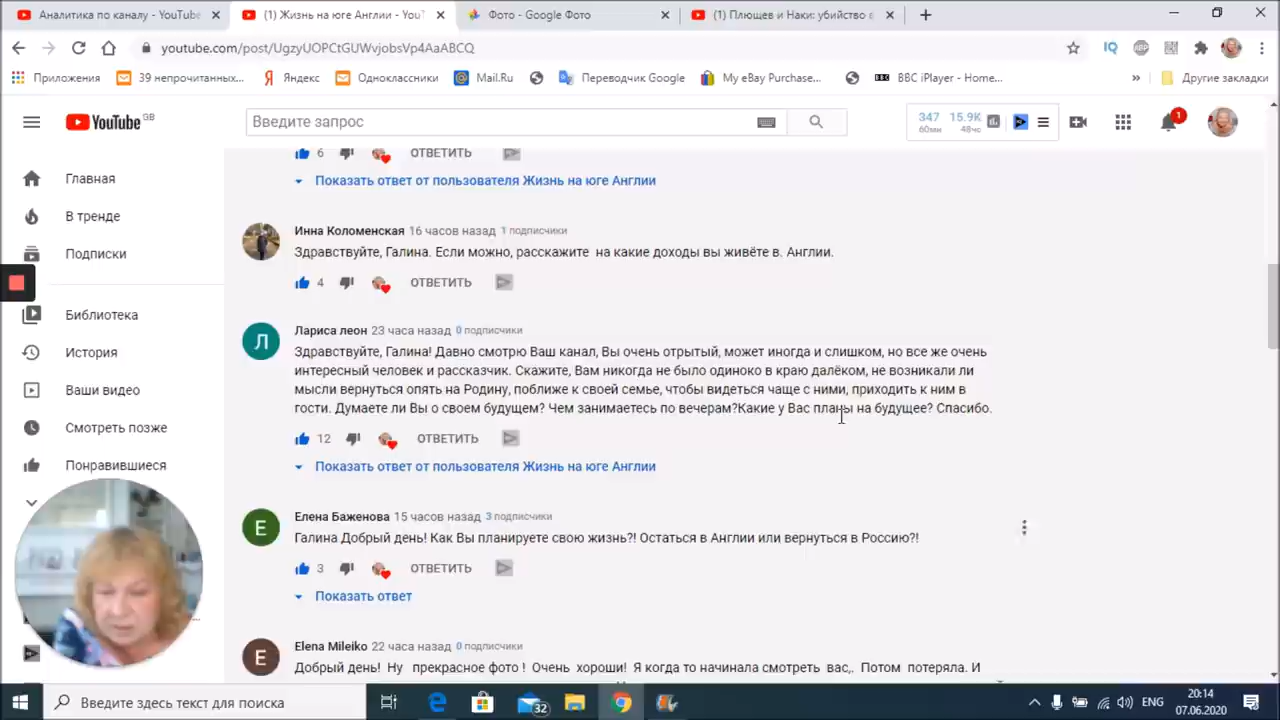 Аналитика по каналу - YouTube
(1) Жизнь на юге Англии - You
Фото - Google Фото
(1) Плющев и Наки: убийство в
youtube.com/post/UgzyUOPCtGUWvjobsVp4AaABCQ
IQ
ABP
Приложения
39 непрочитанных...
Яндекс
Одноклассники
Mail.Ru
Переводчик Google
My eBay Purchase...
BBC iPlayer - Home...
»
Другие закладки
YouTube GB
Введите запрос
347 60мн
15.9K 48чс
1
Главная
В тренде
Подписки
Библиотека
История
Ваши видео
Смотреть позже
Понравившиеся
6 ОТВЕТИТЬ
Показать ответ от пользователя Жизнь на юге Англии
Инна Коломенская 16 часов назад 1 подписчики
Здравствуйте, Галина. Если можно, расскажите на какие доходы вы живёте в. Англии.
4 ОТВЕТИТЬ
Л
Лариса леон 23 часа назад 0 подписчики
Здравствуйте, Галина! Давно смотрю Ваш канал, Вы очень отрытый, может иногда и слишком, но все же очень
интересный человек и рассказчик. Скажите, Вам никогда не было одиноко в краю далёком, не возникали ли
мысли вернуться опять на Родину, поближе к своей семье, чтобы видеться чаще с ними, приходить к ним в
гости. Думаете ли Вы о своем будущем? Чем занимаетесь по вечерам?Какие у Вас планы на будущее? Спасибо.
12 ОТВЕТИТЬ
Показать ответ от пользователя Жизнь на юге Англии
Е
Елена Баженова 15 часов назад 3 подписчики
Галина Добрый день! Как Вы планируете свою жизнь?! Остаться в Англии или вернуться в Россию?!
3 ОТВЕТИТЬ
Показать ответ
E
Elena Mileiko 22 часа назад 0 подписчики
Добрый день! Ну прекрасное фото ! Очень хороши! Я когда то начинала смотреть вас,. Потом потеряла. И
Введите здесь текст для поиска
32
ENG
20:14
07.06.2020